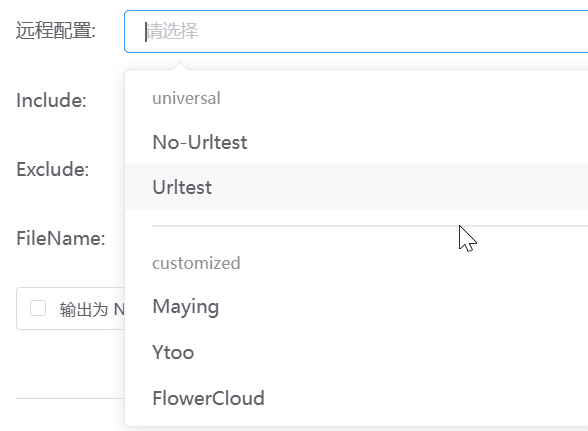 远程配置: 请选择
Include:
universal
No-Urltest
Exclude:
Urltest
FileName:
customized
输出为 N
Maying
Ytoo
FlowerCloud